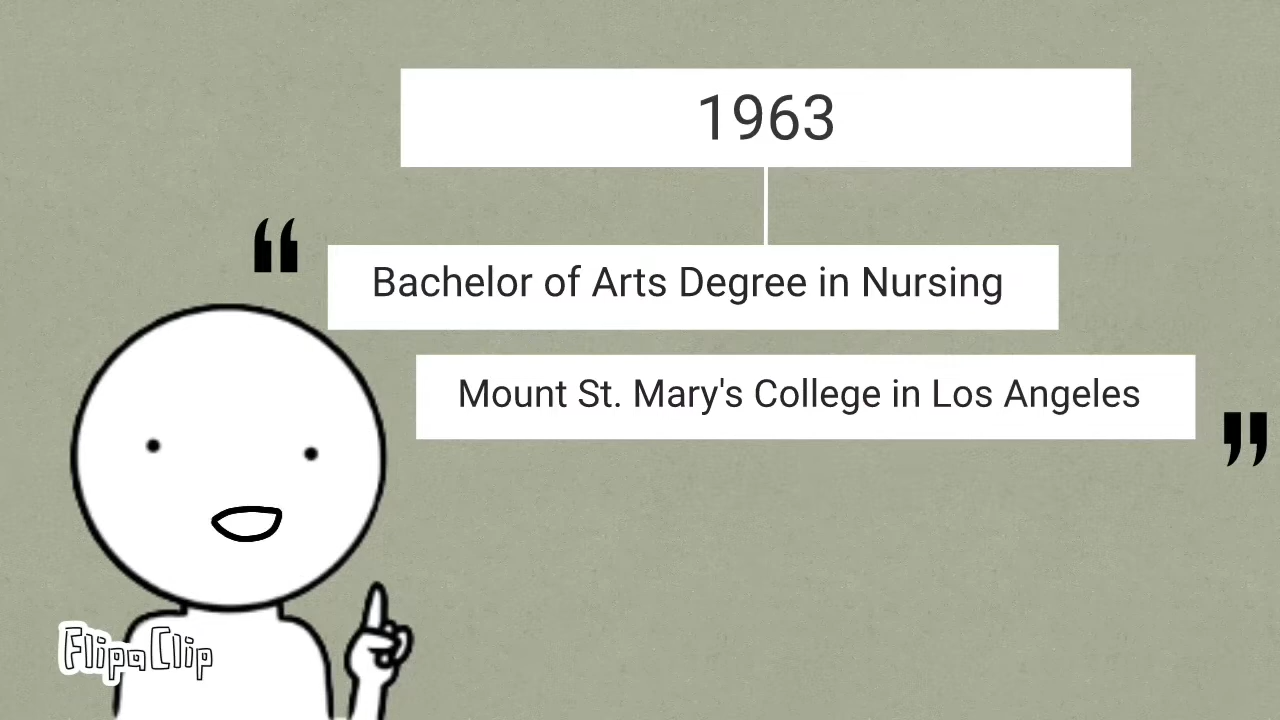 1963
“
Bachelor of Arts Degree in Nursing
Mount St. Mary's College in Los Angeles
”
FlipaClip